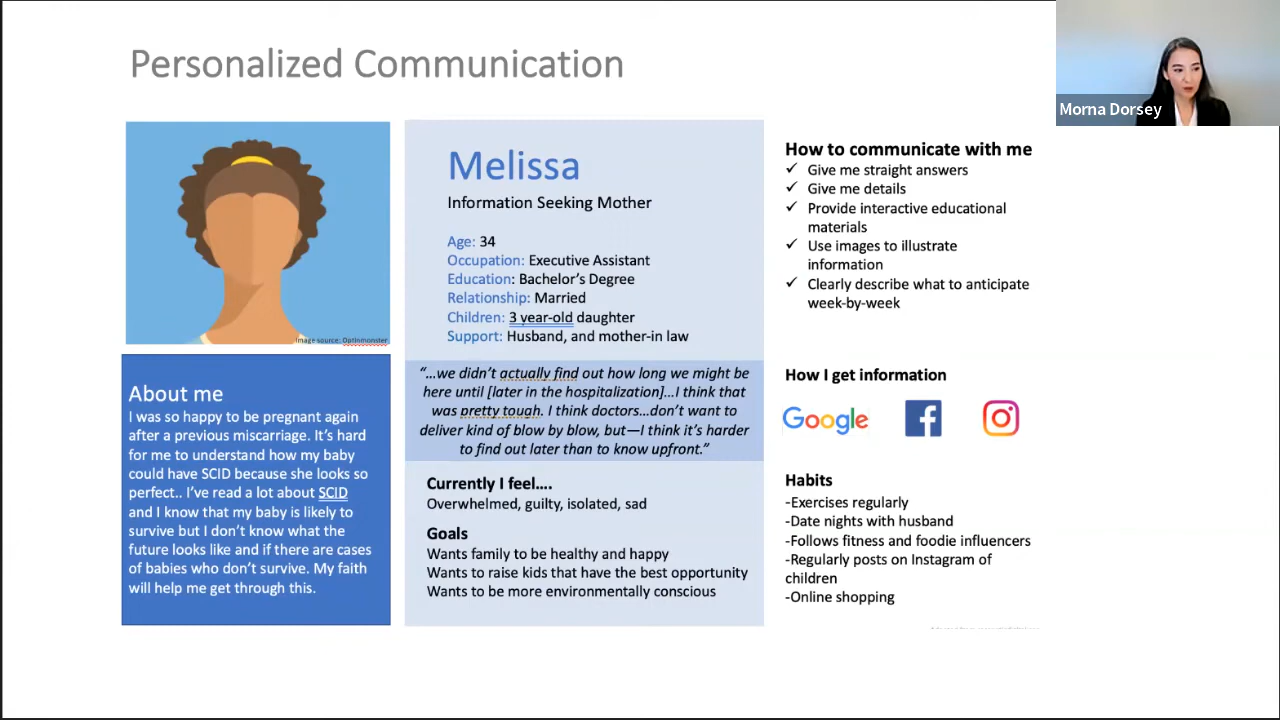 Personalized Communication
Morna Dorsey
Image source: Optinmonster
Melissa
Information Seeking Mother
Age: 34
Occupation: Executive Assistant
Education: Bachelor's Degree
Relationship: Married
Children: 3 year-old daughter
Support: Husband, and mother-in law
How to communicate with me
✓ Give me straight answers
✓ Give me details
✓ Provide interactive educational
materials
✓ Use images to illustrate
information
✓ Clearly describe what to anticipate
week-by-week
About me
I was so happy to be pregnant again
after a previous miscarriage. It's hard
for me to understand how my baby
could have SCID because she looks so
perfect.. I've read a lot about SCID
and I know that my baby is likely to
survive but I don't know what the
future looks like and if there are cases
of babies who don't survive. My faith
will help me get through this.
"...we didn't actually find out how long we might be
here until [later in the hospitalization]...I think that
was pretty tough. I think doctors...don't want to
deliver kind of blow by blow, but—I think it's harder
to find out later than to know upfront."
Currently I feel....
Overwhelmed, guilty, isolated, sad
Goals
Wants family to be healthy and happy
Wants to raise kids that have the best opportunity
Wants to be more environmentally conscious
How I get information
Google
Habits
-Exercises regularly
-Date nights with husband
-Follows fitness and foodie influencers
-Regularly posts on Instagram of
children
-Online shopping